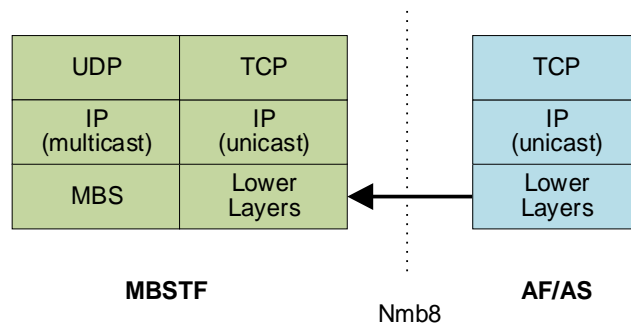 UDP
TCP
TCP
IP
(multicast)
IP
(unicast)
IP
(unicast)
MBS
Lower
Layers
Lower
Layers
MBSTF
AF/AS
Nmb8